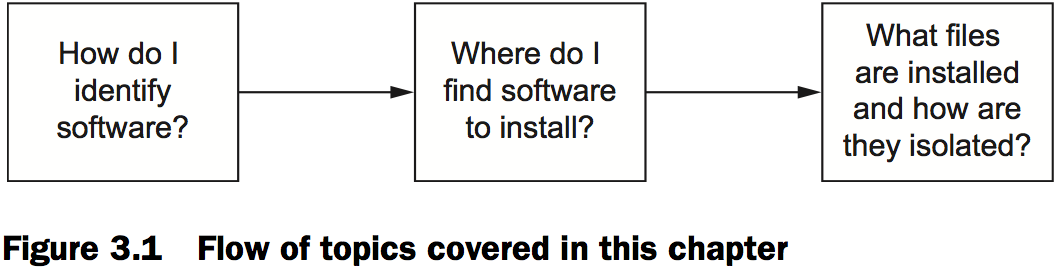 How do I
identify
software?
Where do I
find software
to install?
What files
are installed
and how are
they isolated?
Figure 3.1 Flow of topics covered in this chapter